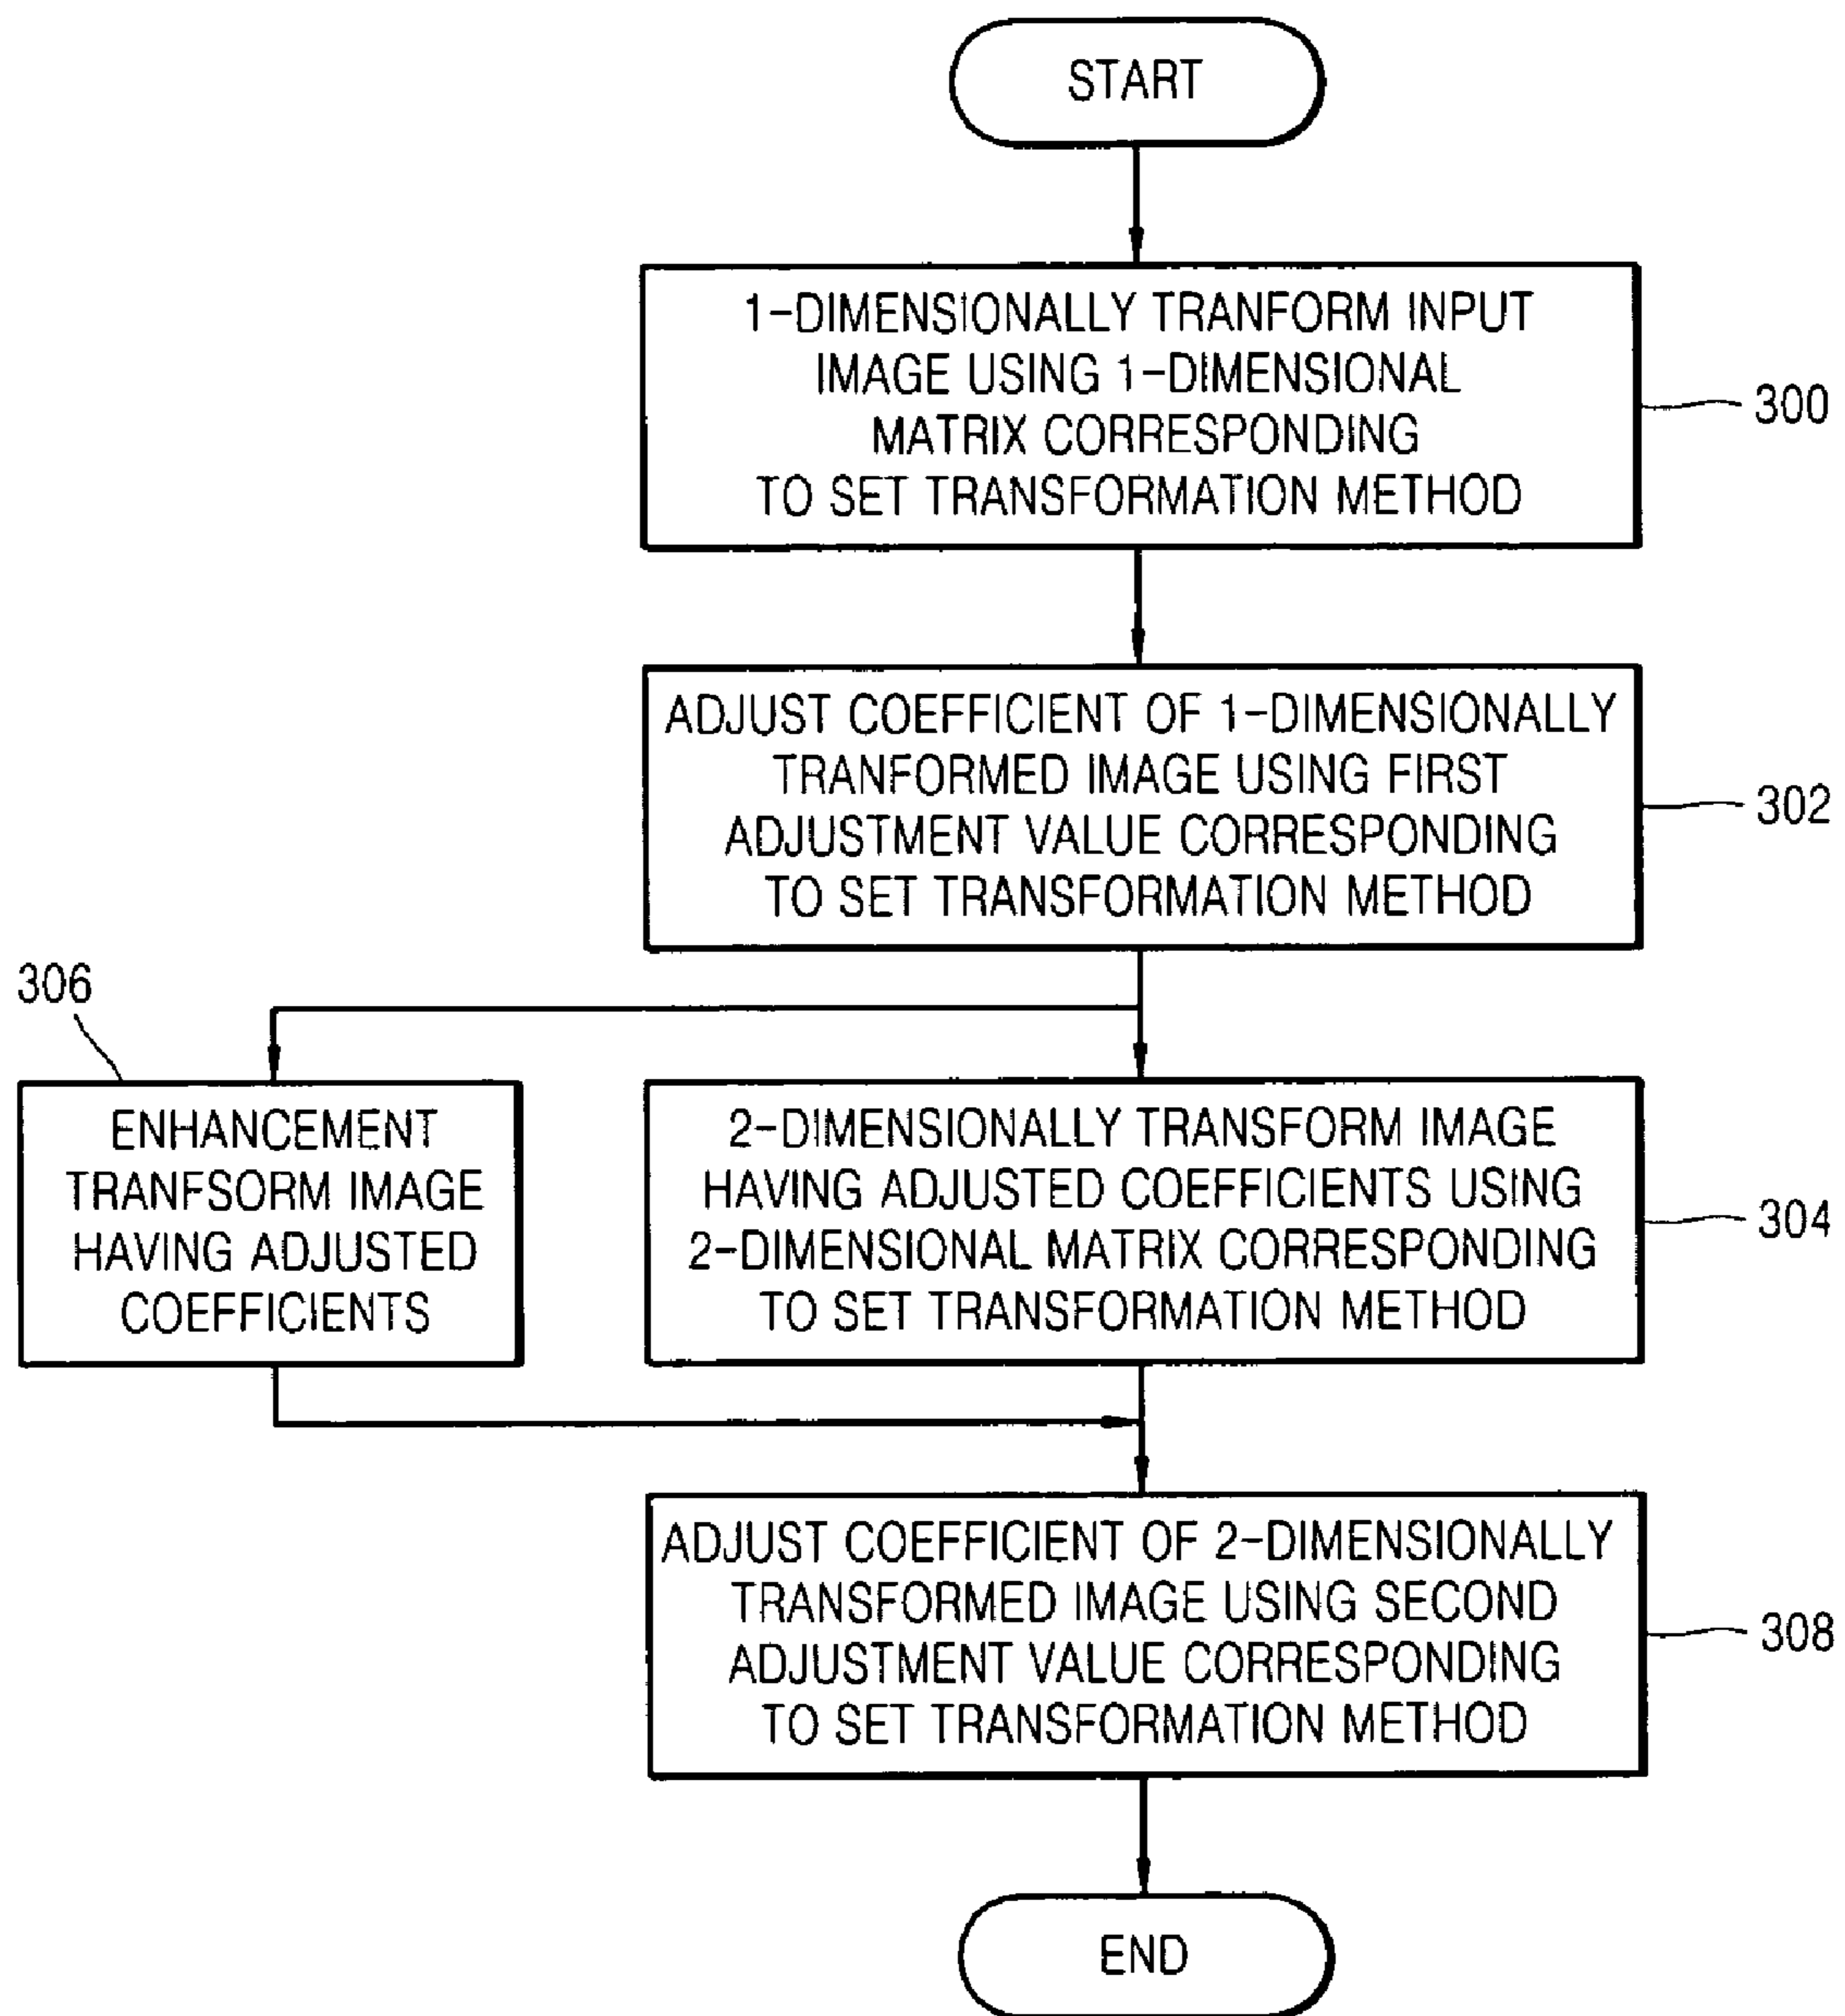 START
1-DIMENSIONALLY TRANFORM INPUT
IMAGE USING 1-DIMENSIONAL
MATRIX CORRESPONDING
TO SET TRANSFORMATION METHOD
300
ADJUST COEFFICIENT OF 1-DIMENSIONALLY
TRANFORMED IMAGE USING FIRST
ADJUSTMENT VALUE CORRESPONDING
TO SET TRANSFORMATION METHOD
302
306
ENHANCEMENT
TRANFSORM IMAGE
HAVING ADJUSTED
COEFFICIENTS
2-DIMENSIONALLY TRANSFORM IMAGE
HAVING ADJUSTED COEFFICIENTS USING
2-DIMENSIONAL MATRIX CORRESPONDING
TO SET TRANSFORMATION METHOD
304
ADJUST COEFFICIENT OF 2-DIMENSIONALLY
TRANSFORMED IMAGE USING SECOND
ADJUSTMENT VALUE CORRESPONDING
TO SET TRANSFORMATION METHOD
308
END